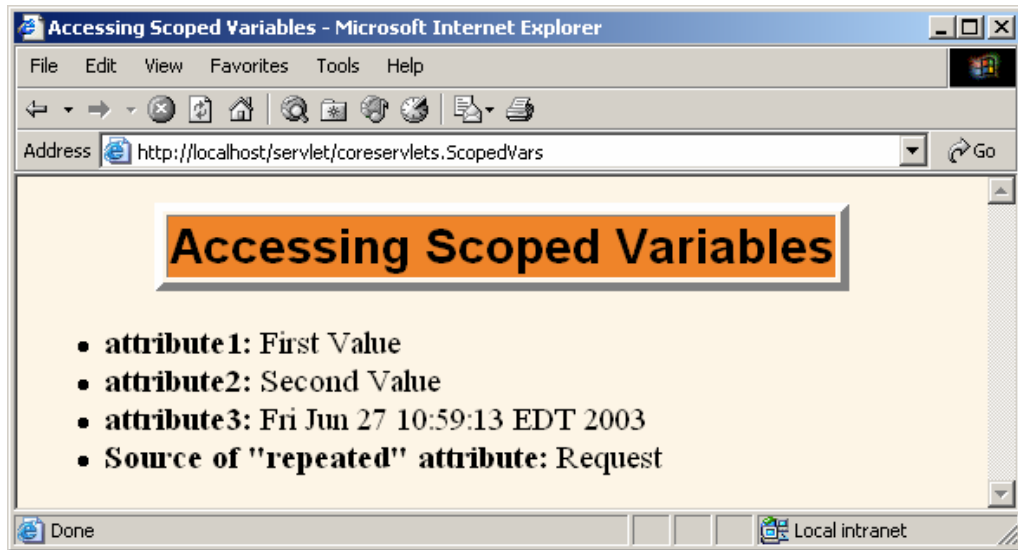 Accessing Scoped Variables - Microsoft Internet Explorer
File Edit View Favorites Tools Help
Address http://localhost/servlet/coreservlets.ScopedVars Go
Accessing Scoped Variables
• attribute1: First Value
• attribute2: Second Value
• attribute3: Fri Jun 27 10:59:13 EDT 2003
• Source of "repeated" attribute: Request
Done Local intranet